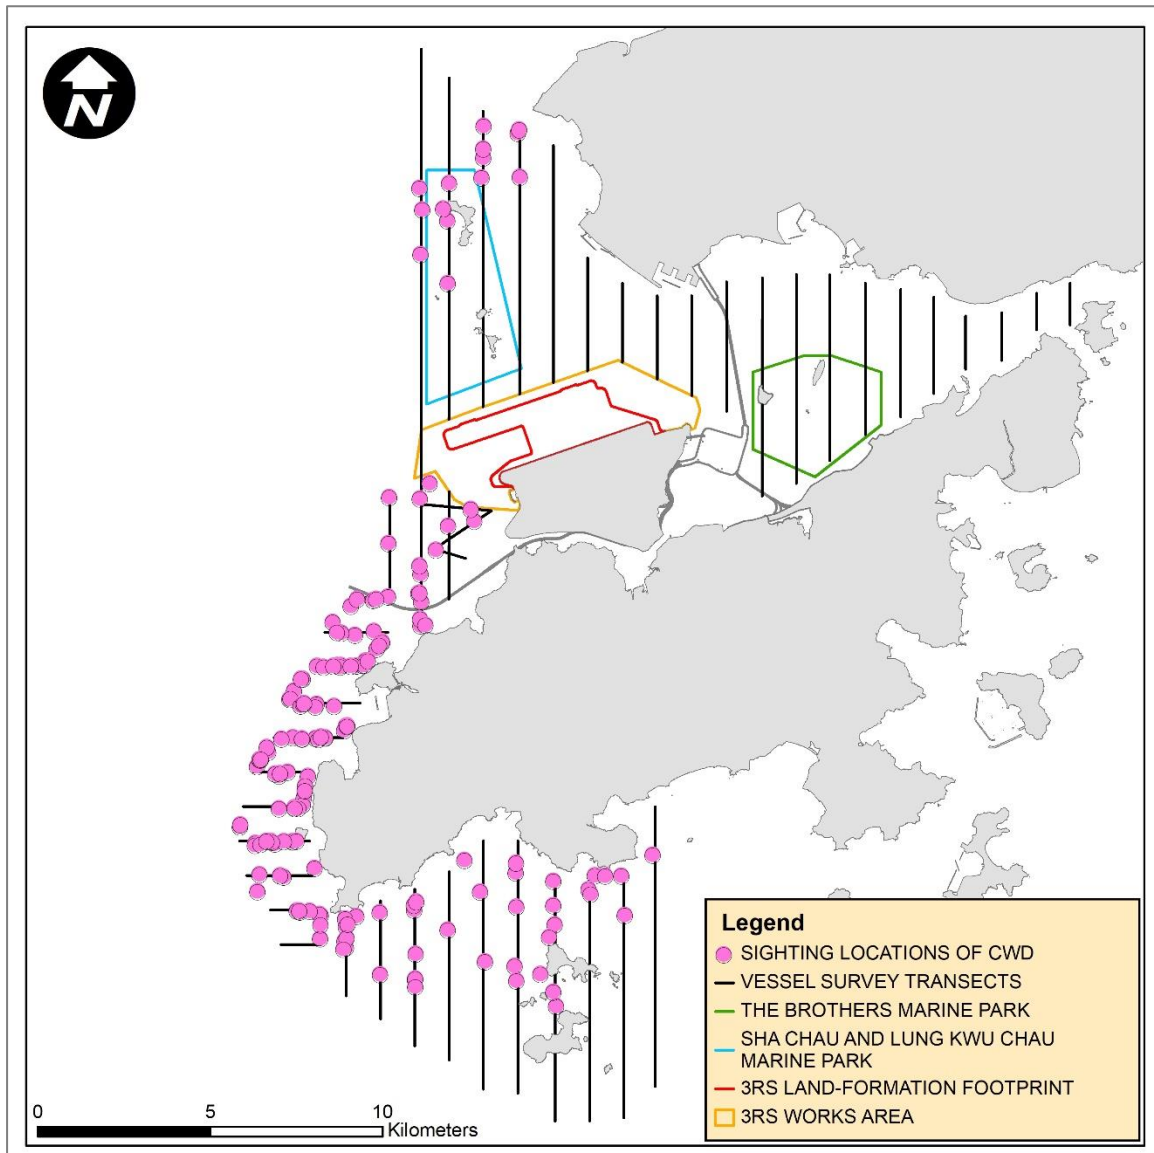 N
Legend
SIGHTING LOCATIONS OF CWD
VESSEL SURVEY TRANSECTS
THE BROTHERS MARINE PARK
SHA CHAU AND LUNG KWU CHAU
MARINE PARK
3RS LAND-FORMATION FOOTPRINT
3RS WORKS AREA
0 5 10
Kilometers